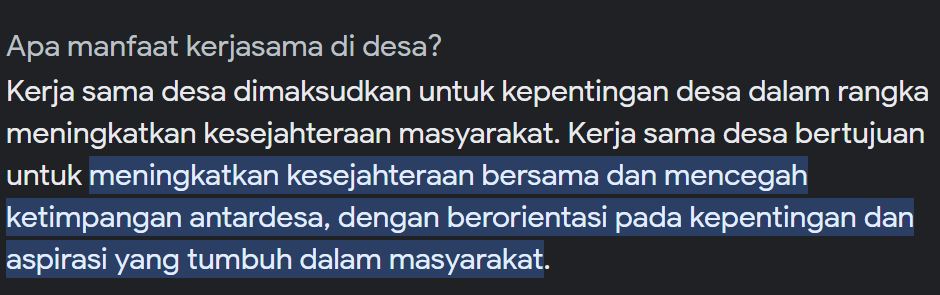 Apa manfaat kerjasama di desa?
Kerja sama desa dimaksudkan untuk kepentingan desa dalam rangka
meningkatkan kesejahteraan masyarakat. Kerja sama desa bertujuan
untuk meningkatkan kesejahteraan bersama dan mencegah
ketimpangan antardesa, dengan berorientasi pada kepentingan dan
aspirasi yang tumbuh dalam masyarakat.